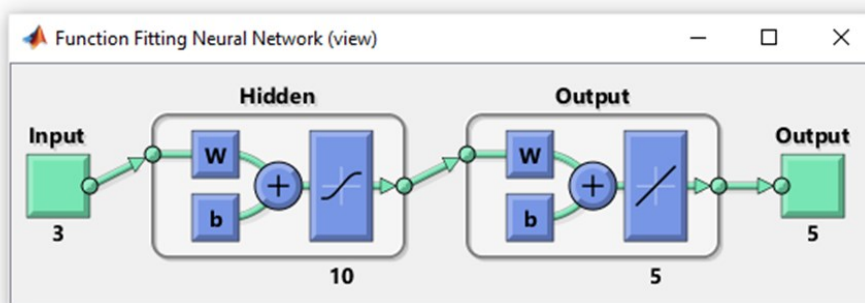 Function Fitting Neural Network (view)
Hidden
Output
Input
Output
W
+
W
+
b
b
3
5
10
5